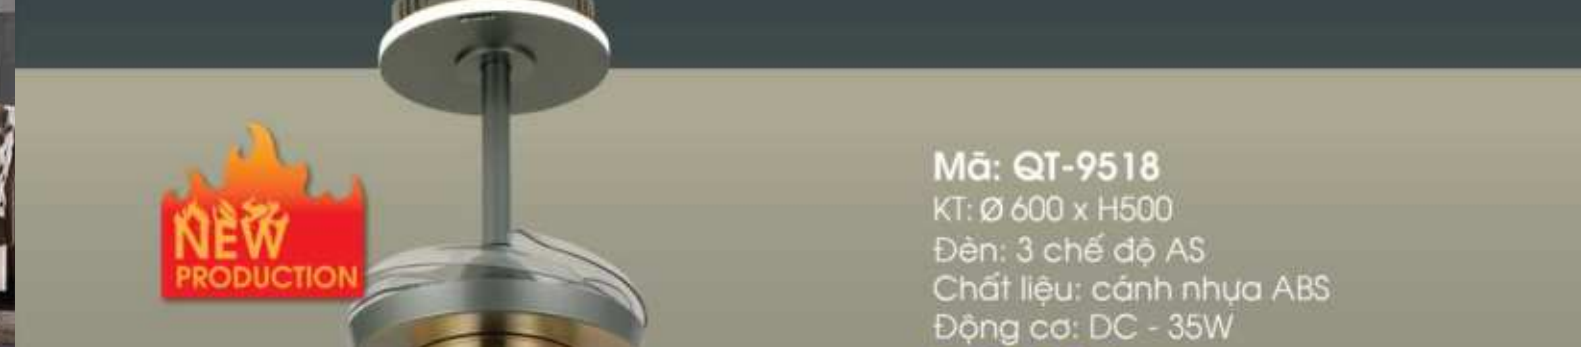 NEW
PRODUCTION
Mã: QT-9518
KT: Ø 600 x H500
Đèn: 3 chế độ AS
Chất liệu: cánh nhựa ABS
Động cơ: DC - 35W